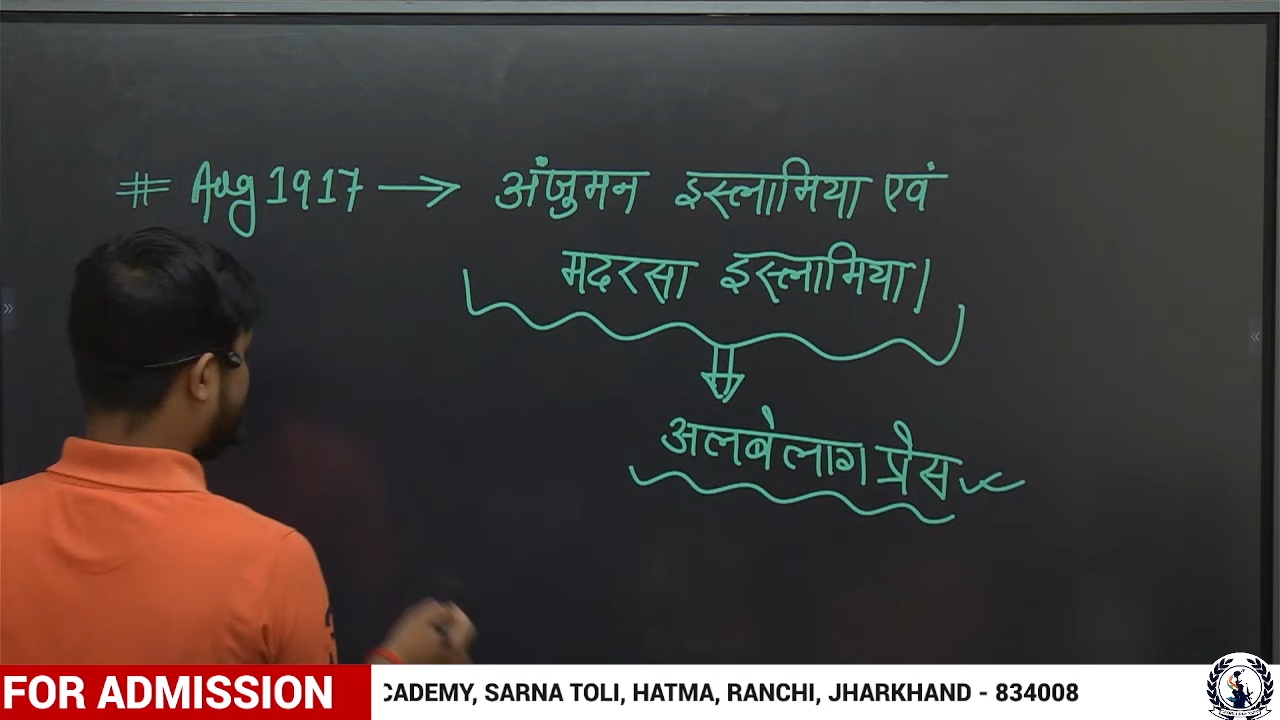 # Aug 1917 → अंजुमन इस्लामिया एवं
मदरसा इस्लामिया।
अलबेलाग प्रेस
FOR ADMISSION
CADEMY, SARNA TOLI, HATMA, RANCHI, JHARKHAND - 834008